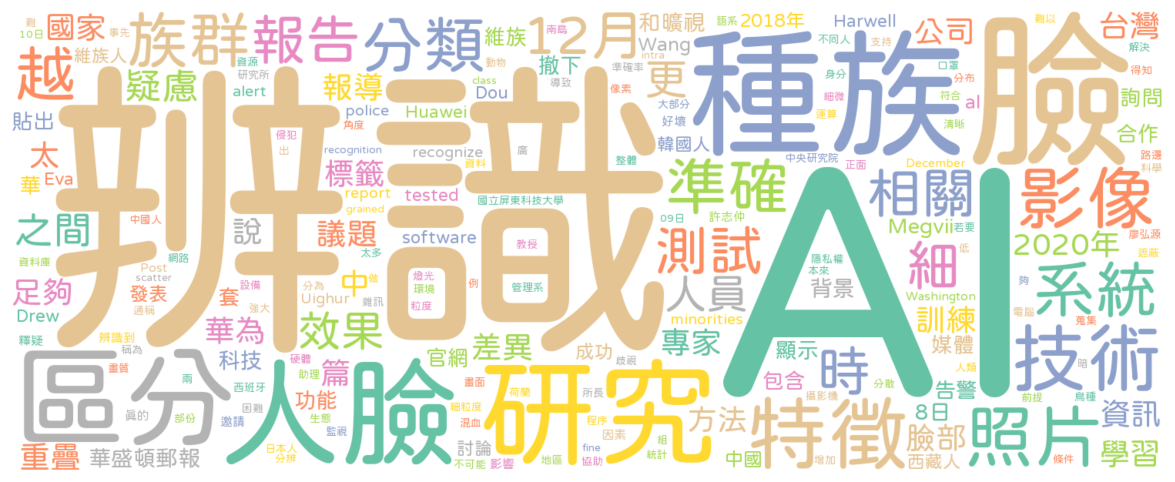 辨識
AI
種族
臉
人臉
研究
區分
特徵
技術
影像
照片
系統
族群
報告
分類
12月
越
國家
疑慮
貼出
太
Eva
華
之間
足夠
Drew
釋疑
維族
維族人
撤下
alert
報導
police
Huawei
Dou
recognize
recognition
標籤
tested
report
grained
software
議題
說
中
Uighur
套
發表
華為
效果
科技
篇
功能
官網
差異
成功
重疊
華盛頓郵報
討論
和曠視
Wang
更
2018年
Harwell
公司
台灣
詢問
合作
al
韓國人
準確
相關
測試
細
Megvii
2020年
人員
背景
minorities
專家
顯示
時
訓練
媒體
Washington
December
包含
方法
中國
臉部
8日
西藏人
告警
資訊
學習
10日
事先
難
資源
研究所
侵犯
出
角度
資料
太多
中國人
網路
資料庫
Post
scatter
通稱
設備
做
分為
強大
雜訊
辨識到
稱為
畫質
兩
真的
部份
西班牙
困難
邀請
硬體
助理
生態
監視
日本人
分辨
畫面
細粒度
混血
不可能
影響
荷蘭
所長
程序
因素
地區
fine
協助
歧視
組
統計
動物
class
導致
南島
準確率
intra
像素
廣
整體
國立屏東科技大學
教授
管理系
燈光
環境
粒度
例
09日
許志仲
語系
不同人
支持
難以
解決
得知
身分
口罩
分布
細微
符合
運算
清晰
大部分
好壞
中央研究院
正面
路邊
科學
若要
廖弘源
遮蔽
低
隱私權
本來
夠
電腦
蒐集
人類
暗
鳥種
前提
條件
攝影機
分散
增加